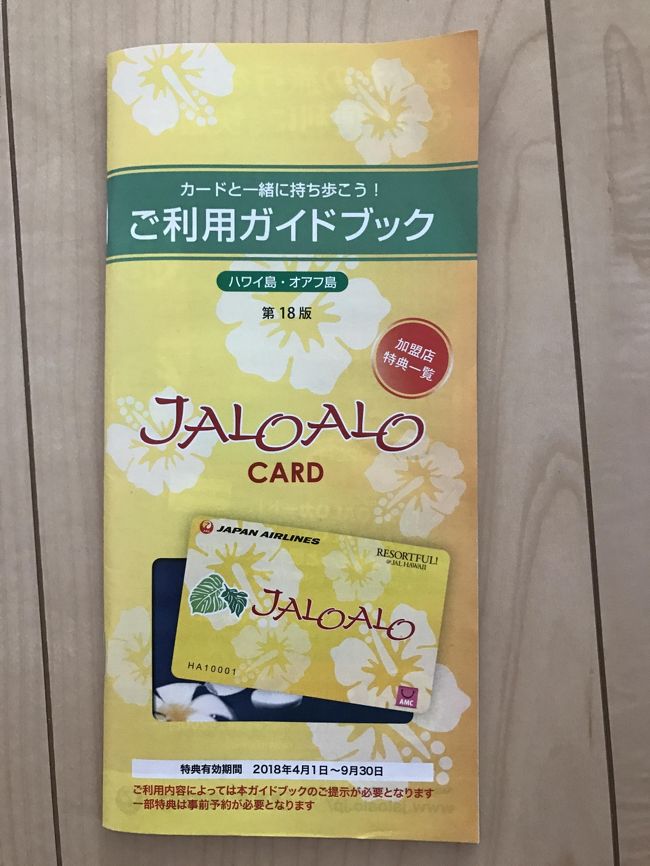 カードと一緒に持ち歩こう！
ご利用ガイドブック
ハワイ島・オアフ島
第18版
加盟店
特典一覧
JALOALO
CARD
JAL
JAPAN AIRLINES
RESORTFUL!
@JAL HAWAII
JALOALO
HA10001
AMC
特典有効期間 2018年4月1日～9月30日
ご利用内容によっては本ガイドブックのご提示が必要となります
一部特典は事前予約が必要となります